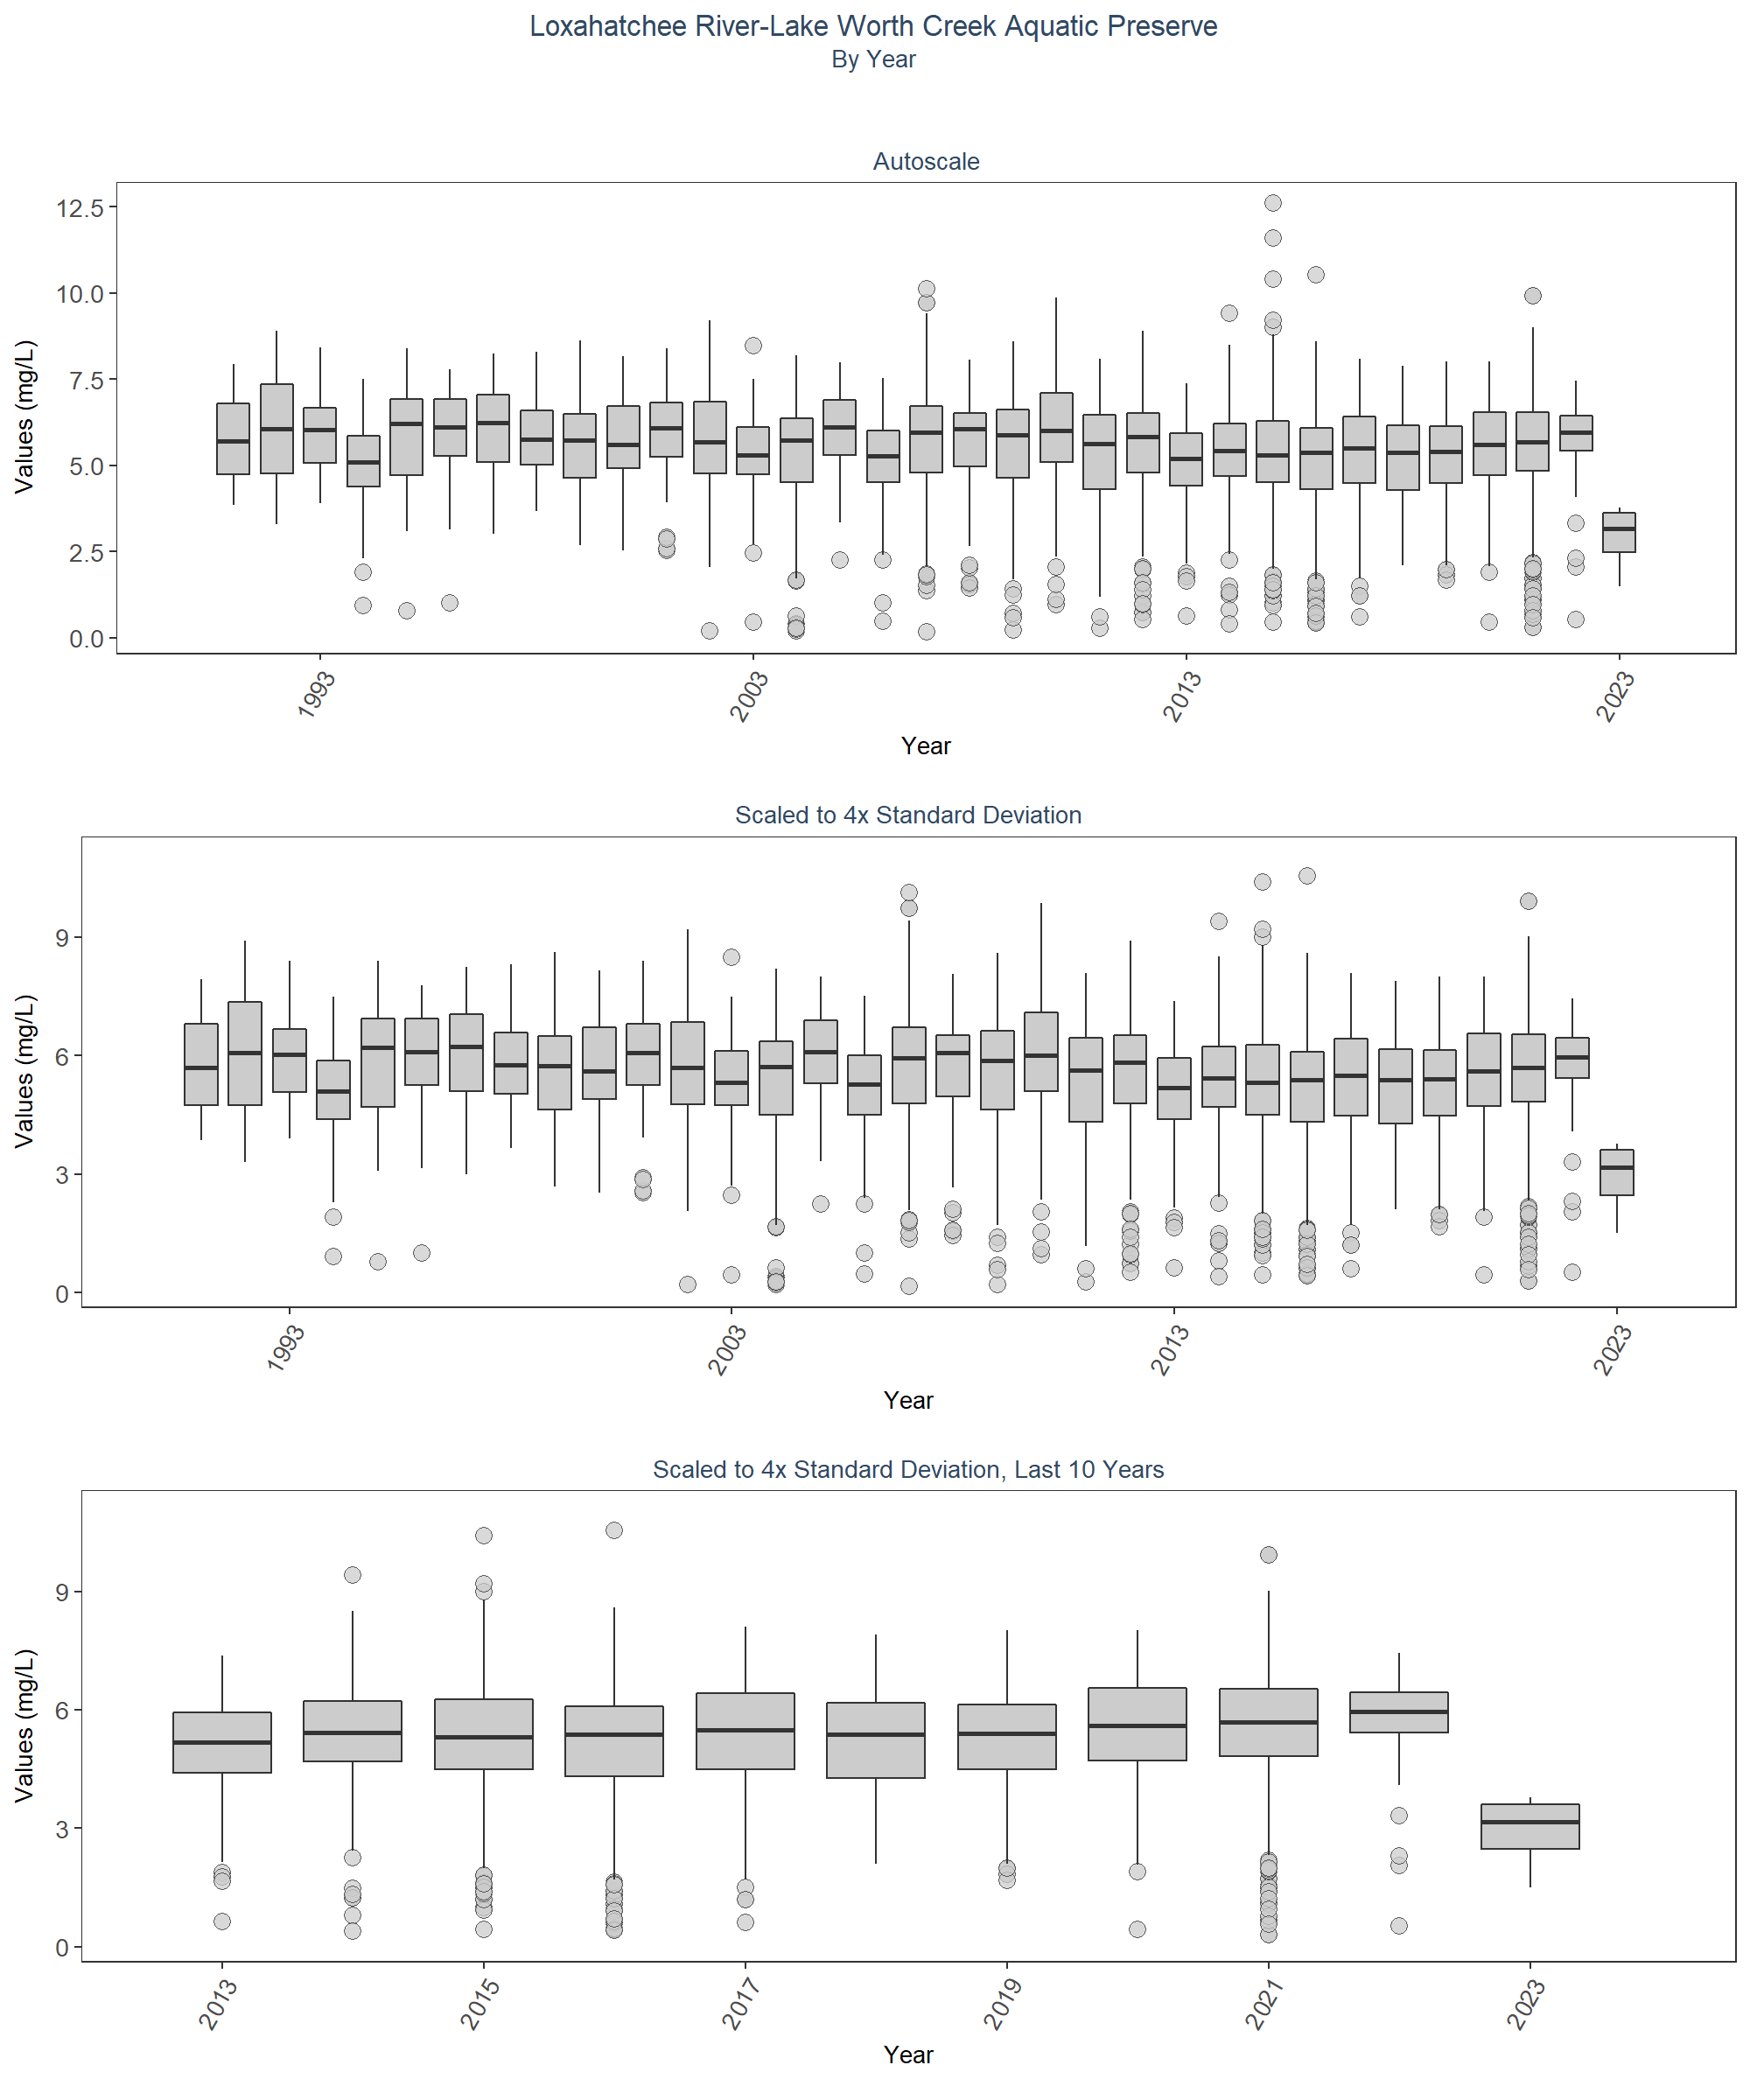 Loxahatchee River-Lake Worth Creek Aquatic Preserve
By Year
Autoscale
Values (mg/L)
12.5
10.0
7.5
5.0
2.5
0.0
1993
2003
2013
2023
Year
Scaled to 4x Standard Deviation
Values (mg/L)
9
6
3
0
1993
2003
2013
2023
Year
Scaled to 4x Standard Deviation, Last 10 Years
Values (mg/L)
9
6
3
0
2013
2015
2017
2019
2021
2023
Year